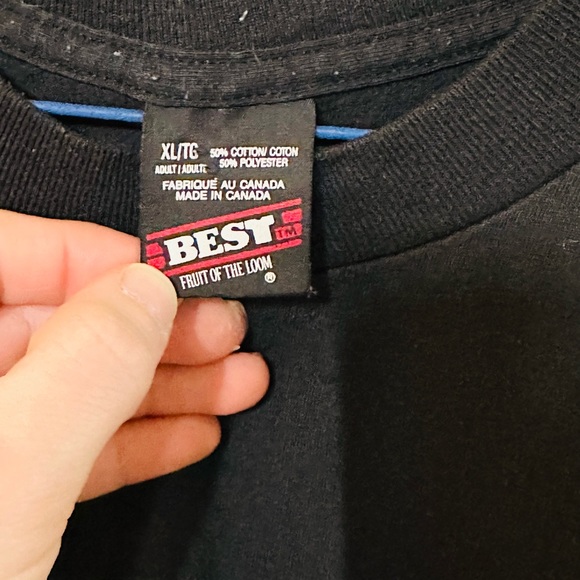 XL/TG 50% COTTON/COTON
ADULT/ADULTE 50% POLYESTER
FABRIQUÉ AU CANADA
MADE IN CANADA
BEST TM
FRUIT OF THE LOOM ®